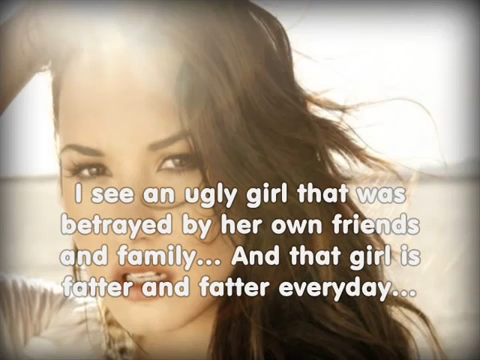 I see an ugly girl that was
betrayed by her own friends
and family... And that girl is
fatter and fatter everyday...